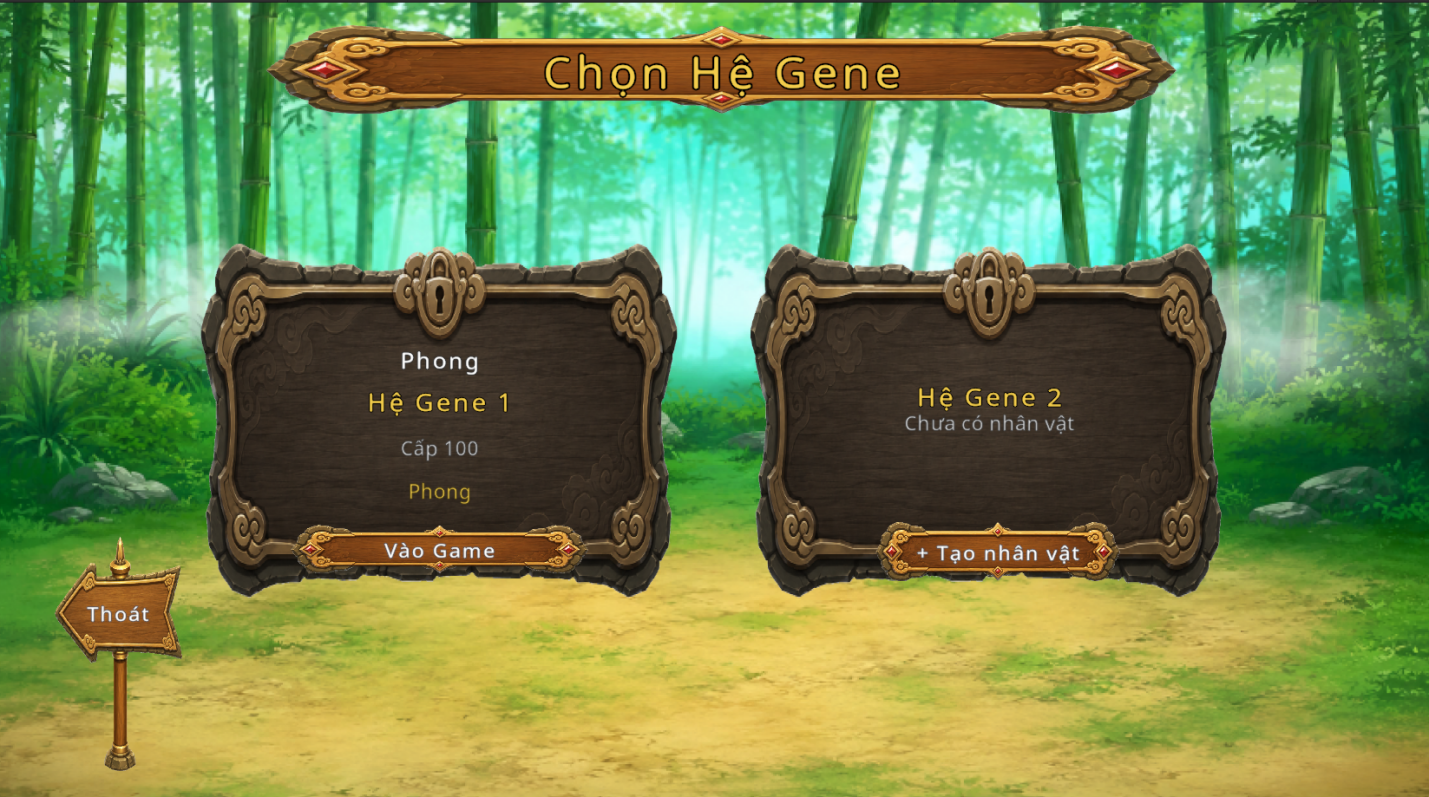 Chọn Hệ Gene
Phong
Hệ Gene 1
Cấp 100
Phong
Vào Game
Hệ Gene 2
Chưa có nhân vật
+ Tạo nhân vật
Thoát